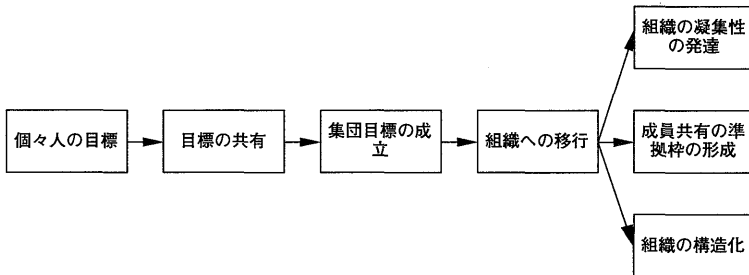 組織の凝集性
の発達
個々人の目標
目標の共有
集団目標の成
立
組織への移行
成員共有の準
拠枠の形成
組織の構造化